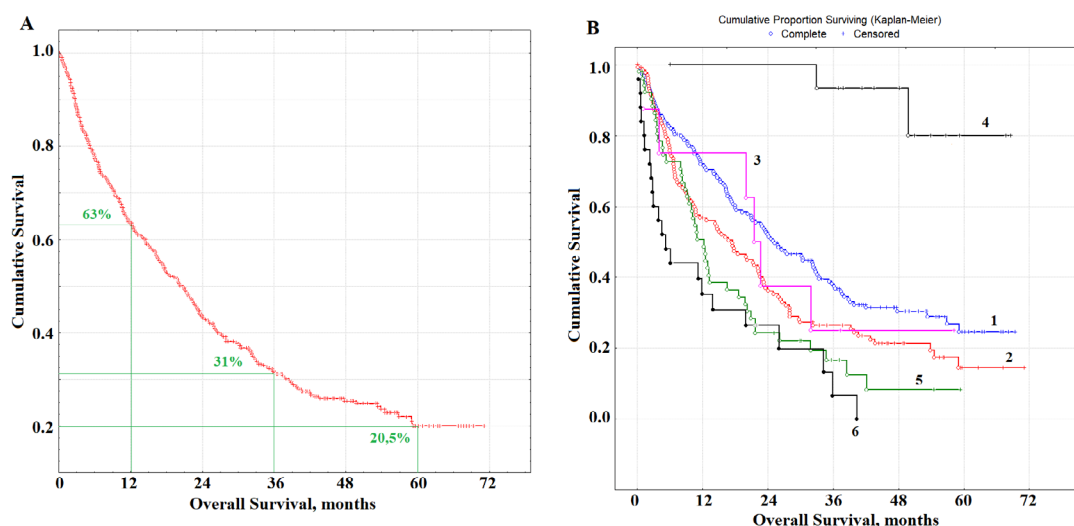 A
1.0
0.8
0.6
0.4
0.2
63%
31%
20,5%
0 12 24 36 48 60 72
Overall Survival, months
Cumulative Survival
B
Cumulative Proportion Surviving (Kaplan-Meier)
Complete Censored
1.0
0.8
0.6
0.4
0.2
0.0
4
3
1
2
5
6
0 12 24 36 48 60 72
Overall Survival, months
Cumulative Survival